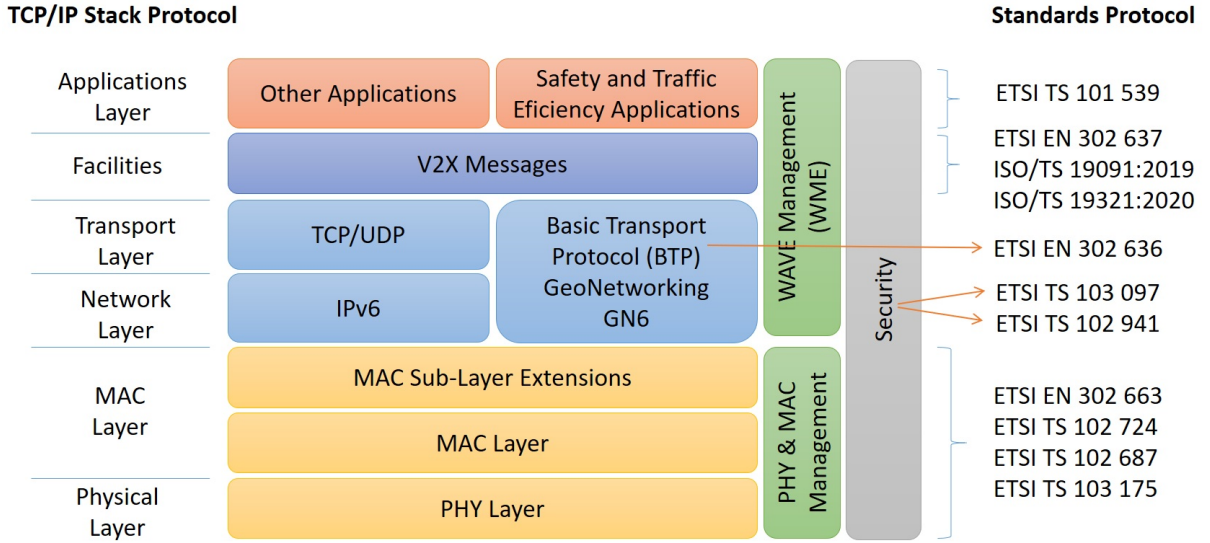 TCP/IP Stack Protocol
Standards Protocol
Applications
Layer
Other Applications
Safety and Traffic
Eficiency Applications
WAVE Management
(WME)
Security
ETSI TS 101 539
Facilities
V2X Messages
ETSI EN 302 637
ISO/TS 19091:2019
ISO/TS 19321:2020
Transport
Layer
TCP/UDP
Basic Transport
Protocol (BTP)
GeoNetworking
GN6
ETSI EN 302 636
Network
Layer
IPv6
ETSI TS 103 097
ETSI TS 102 941
MAC
Layer
MAC Sub-Layer Extensions
MAC Layer
PHY & MAC
Management
ETSI EN 302 663
ETSI TS 102 724
ETSI TS 102 687
ETSI TS 103 175
Physical
Layer
PHY Layer